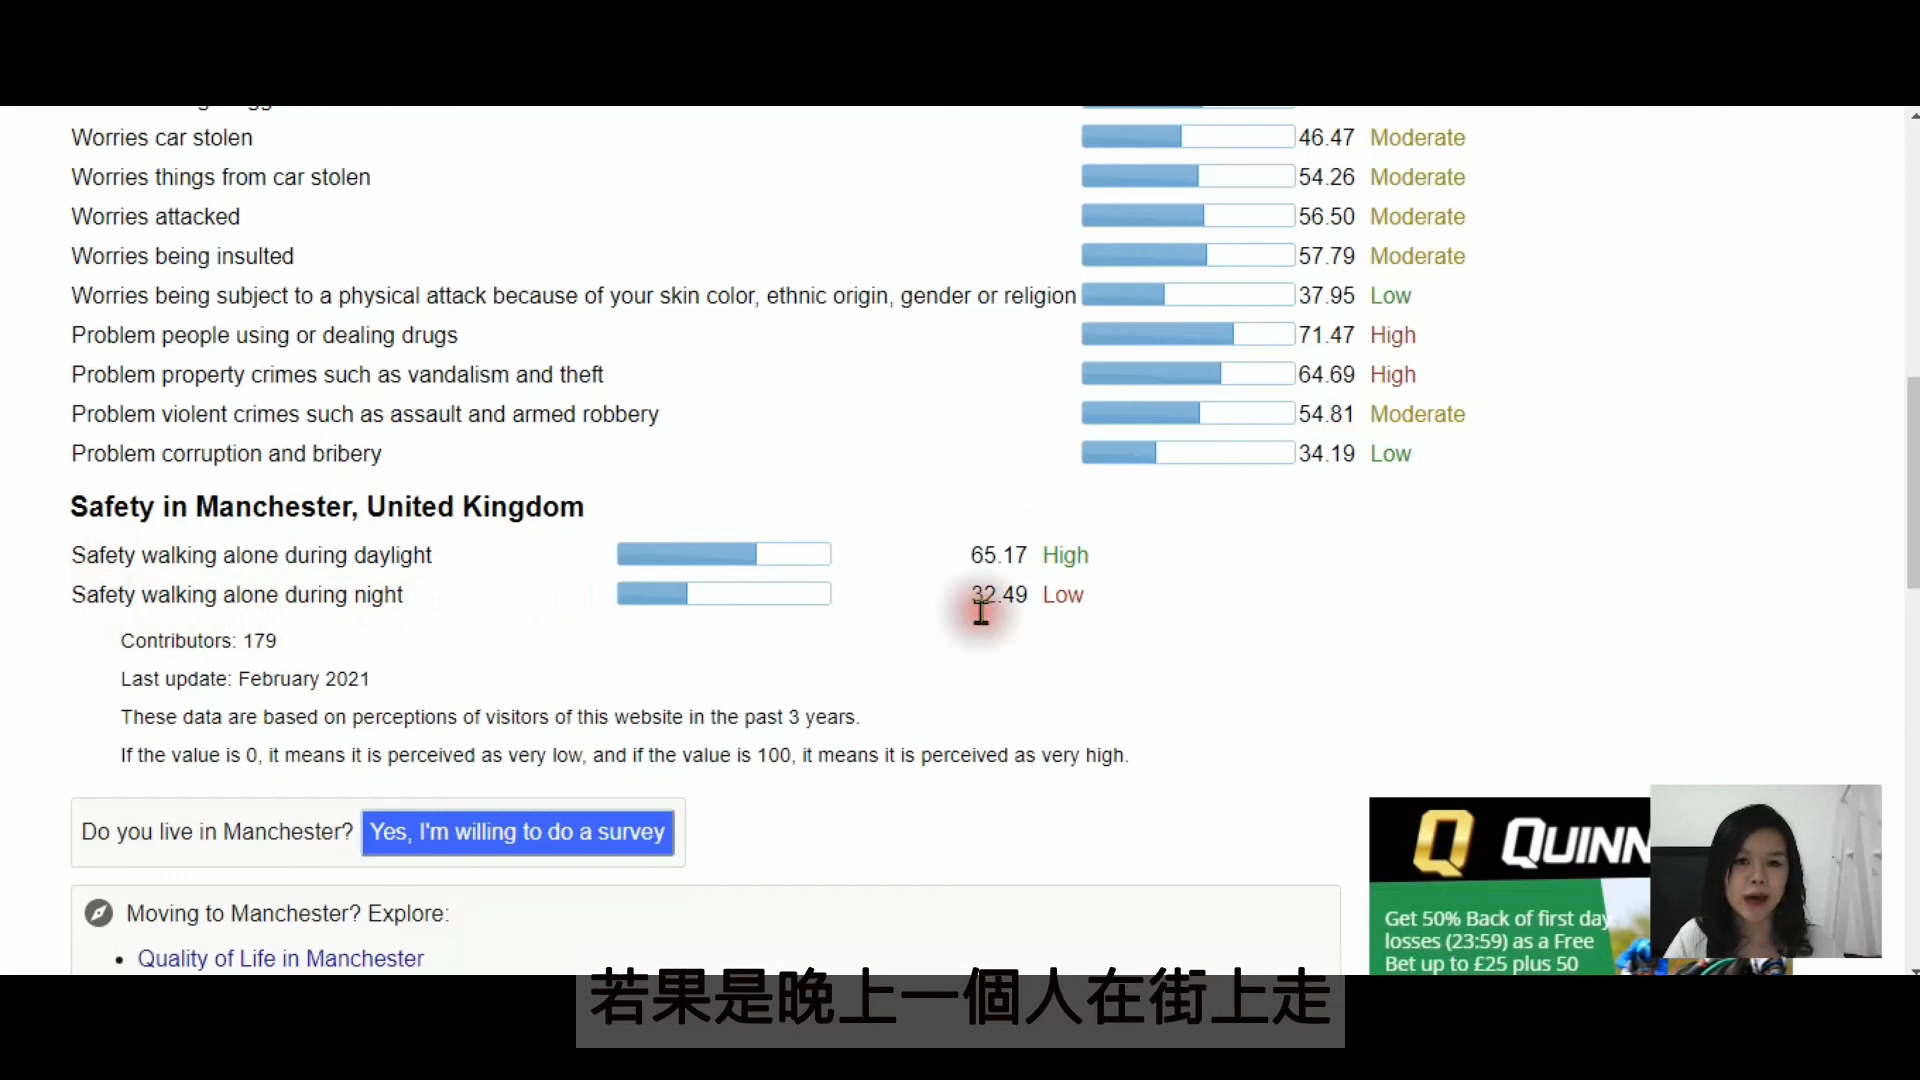 Worries car stolen 46.47 Moderate
Worries things from car stolen 54.26 Moderate
Worries attacked 56.50 Moderate
Worries being insulted 57.79 Moderate
Worries being subject to a physical attack because of your skin color, ethnic origin, gender or religion 37.95 Low
Problem people using or dealing drugs 71.47 High
Problem property crimes such as vandalism and theft 64.69 High
Problem violent crimes such as assault and armed robbery 54.81 Moderate
Problem corruption and bribery 34.19 Low
Safety in Manchester, United Kingdom
Safety walking alone during daylight 65.17 High
Safety walking alone during night 32.49 Low
Contributors: 179
Last update: February 2021
These data are based on perceptions of visitors of this website in the past 3 years.
If the value is 0, it means it is perceived as very low, and if the value is 100, it means it is perceived as very high.
Do you live in Manchester? Yes, I'm willing to do a survey
Moving to Manchester? Explore:
• Quality of Life in Manchester
Q QUINN
Get 50% Back of first day
losses (23:59) as a Free
Bet up to £25 plus 50
若果是晚上一個人在街上走